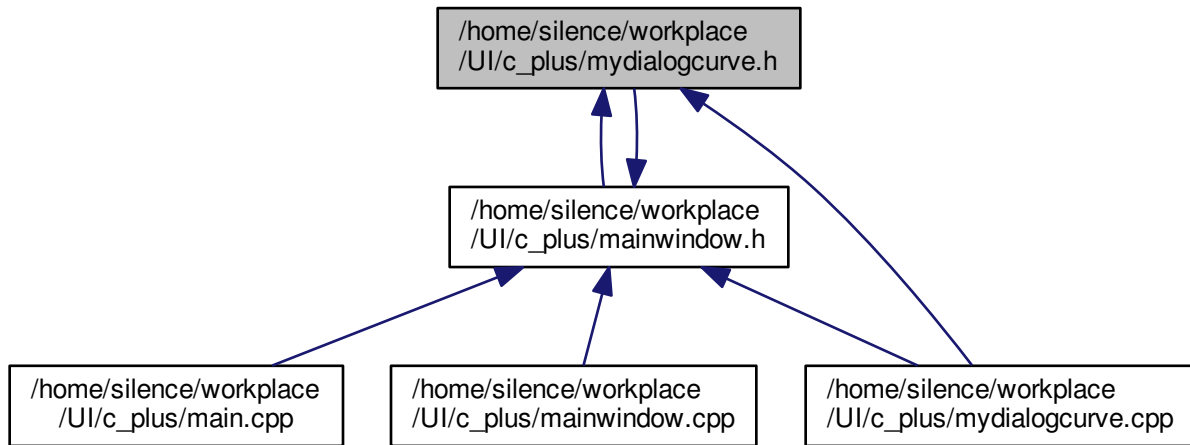 /home/silence/workplace
/UI/c_plus/mydialogcurve.h
/home/silence/workplace
/UI/c_plus/mainwindow.h
/home/silence/workplace
/UI/c_plus/main.cpp
/home/silence/workplace
/UI/c_plus/mainwindow.cpp
/home/silence/workplace
/UI/c_plus/mydialogcurve.cpp